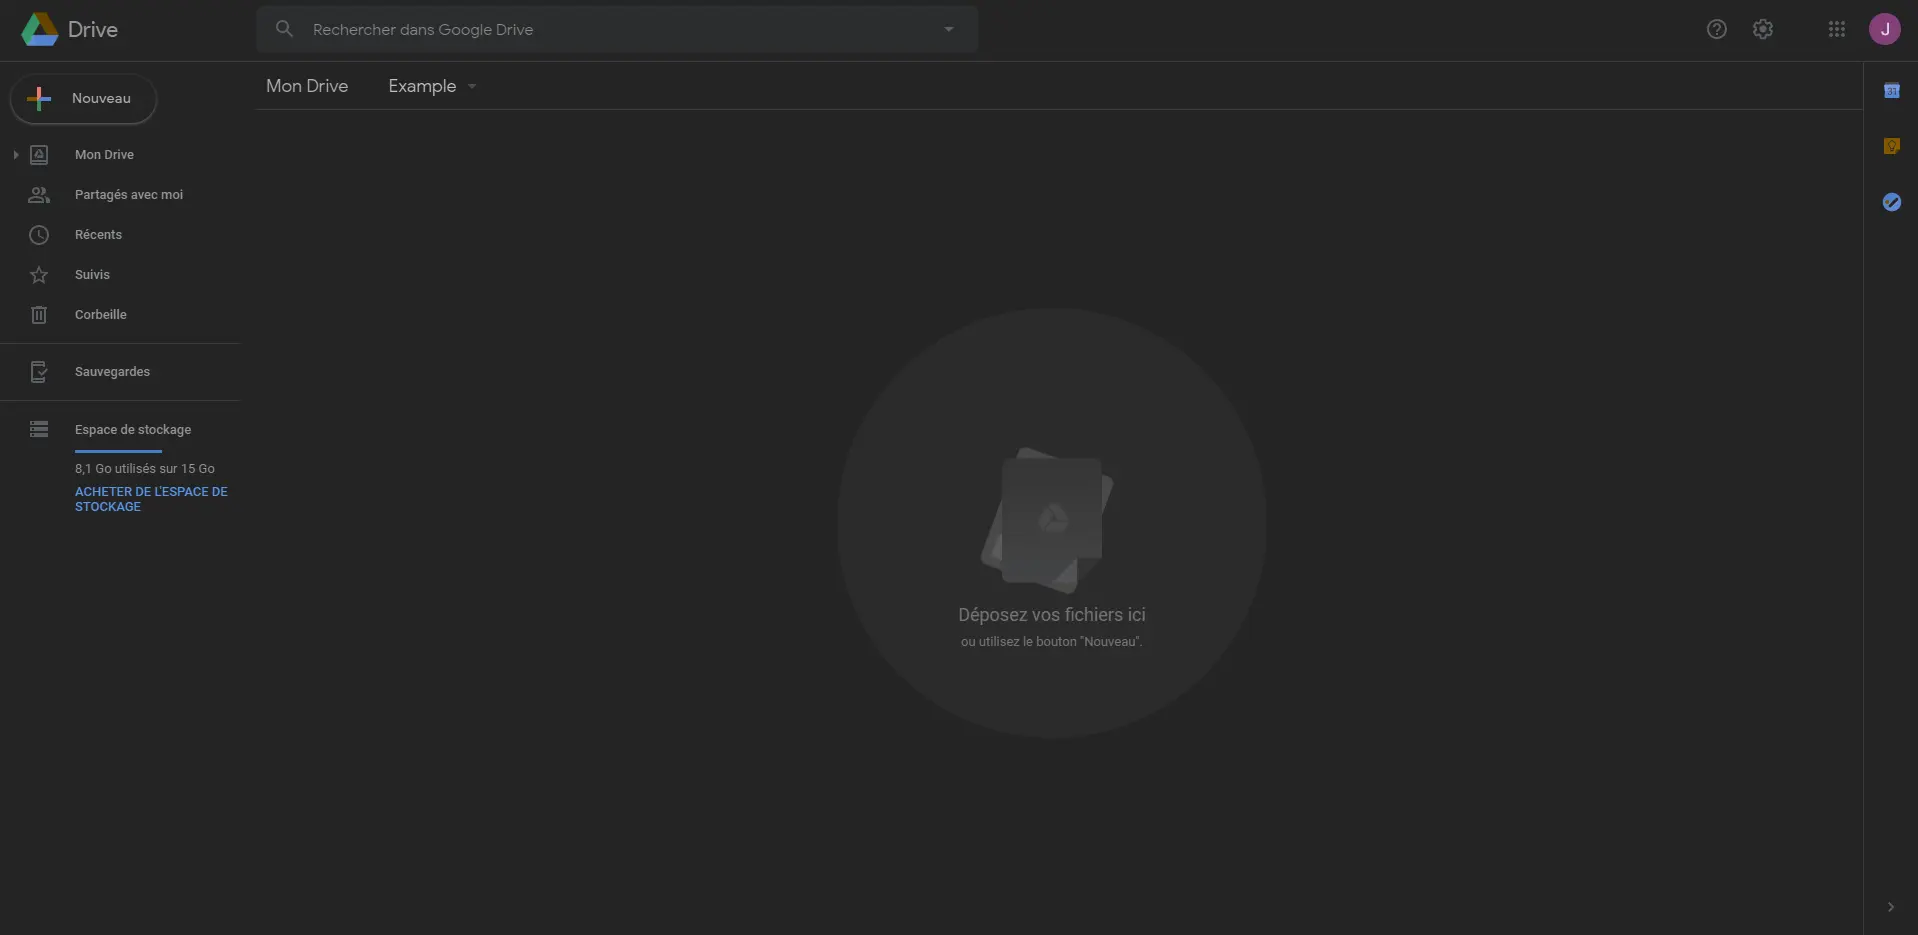 Drive
Rechercher dans Google Drive
J
Nouveau
Mon Drive
Example
31
Mon Drive
Partagés avec moi
Récents
Suivis
Corbeille
Sauvegardes
Espace de stockage
8,1 Go utilisés sur 15 Go
ACHETER DE L'ESPACE DE
STOCKAGE
Déposez vos fichiers ici
ou utilisez le bouton "Nouveau".